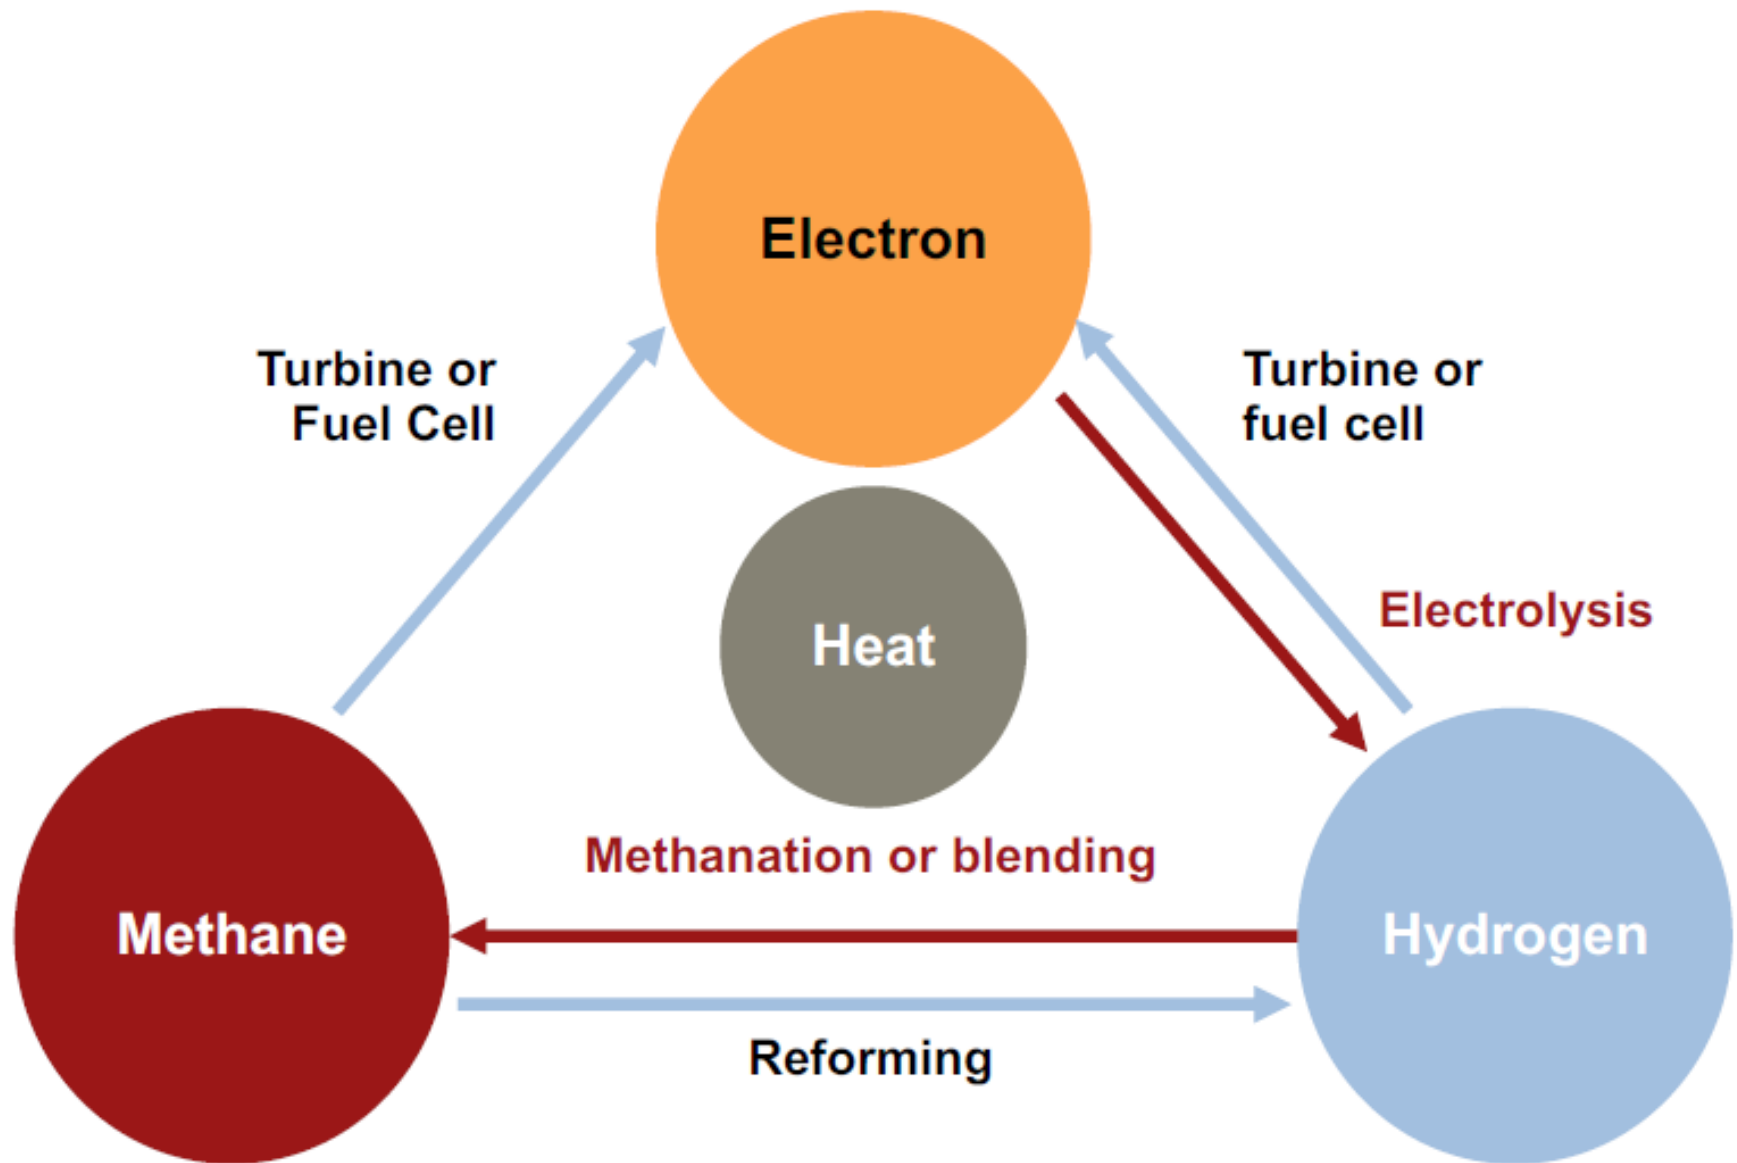 Electron
Turbine or
Fuel Cell
Turbine or
fuel cell
Electrolysis
Heat
Methanation or blending
Methane
Hydrogen
Reforming